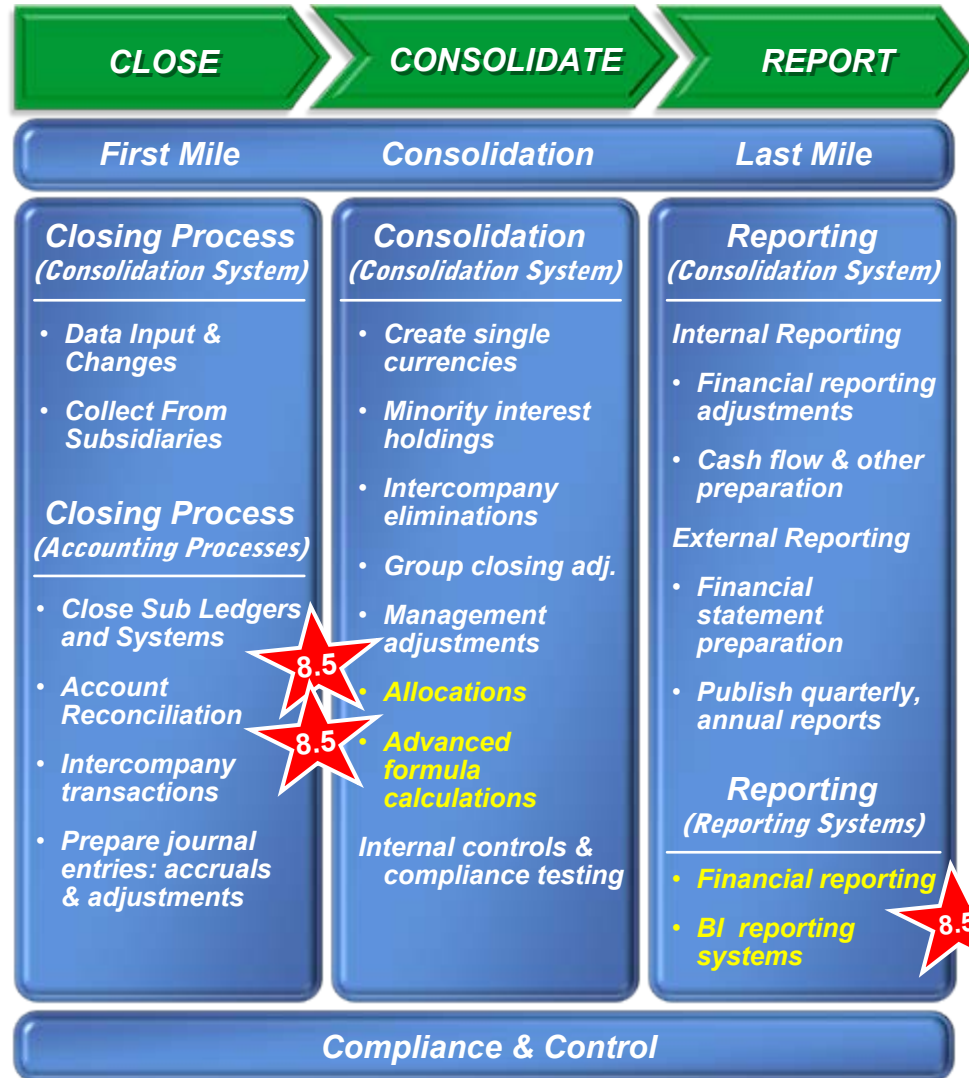 CLOSE
CONSOLIDATE
REPORT
First Mile
Consolidation
Last Mile
Closing Process
(Consolidation System)
• Data Input &
Changes
• Collect From
Subsidiaries
Closing Process
(Accounting Processes)
• Close Sub Ledgers
and Systems
• Account
Reconciliation
• Intercompany
transactions
• Prepare journal
entries: accruals
& adjustments
Consolidation
(Consolidation System)
• Create single
currencies
• Minority interest
holdings
• Intercompany
eliminations
• Group closing adj.
• Management
adjustments
8.5
• Allocations
8.5
• Advanced
formula
calculations
Internal controls &
compliance testing
Reporting
(Consolidation System)
Internal Reporting
• Financial reporting
adjustments
• Cash flow & other
preparation
External Reporting
• Financial
statement
preparation
• Publish quarterly,
annual reports
Reporting
(Reporting Systems)
• Financial reporting
• BI reporting
systems
8.5
Compliance & Control